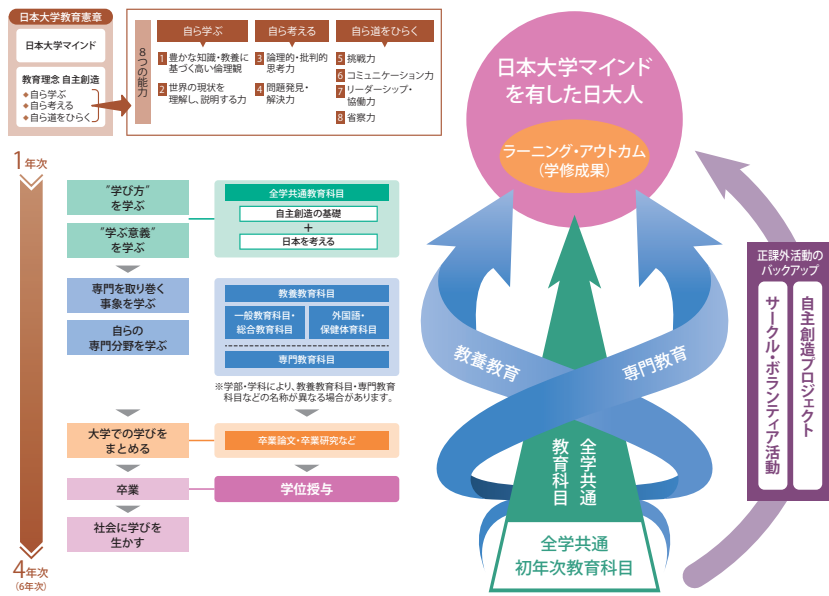 日本大学教育憲章
日本大学マインド
教育理念 自主創造
◆自ら学ぶ
◆自ら考える
◆自ら道をひらく
8つの能力
自ら学ぶ
1 豊かな知識・教養に
基づく高い倫理観
2 世界の現状を
理解し、説明する力
自ら考える
3 論理的・批判的
思考力
4 問題発見・
解決力
自ら道をひらく
5 挑戦力
6 コミュニケーション力
7 リーダーシップ・
協働力
8 省察力
1年次
"学び方"
を学ぶ
"学ぶ意義"
を学ぶ
専門を取り巻く
事象を学ぶ
自らの
専門分野を学ぶ
大学での学びを
まとめる
卒業
社会に学びを
生かす
4年次
(6年次)
全学共通教育科目
自主創造の基礎
+
日本を考える
教養教育科目
一般教育科目・
総合教育科目
外国語・
保健体育科目
専門教育科目
※学部・学科により、教養教育科目・専門教育
科目などの名称が異なる場合があります。
卒業論文・卒業研究など
学位授与
日本大学マインド
を有した日大人
ラーニング・アウトカム
(学修成果)
教養教育
専門教育
全学共通
教育科目
全学共通
初年次教育科目
正課外活動の
バックアップ
自主創造プロジェクト
サークル・ボランティア活動